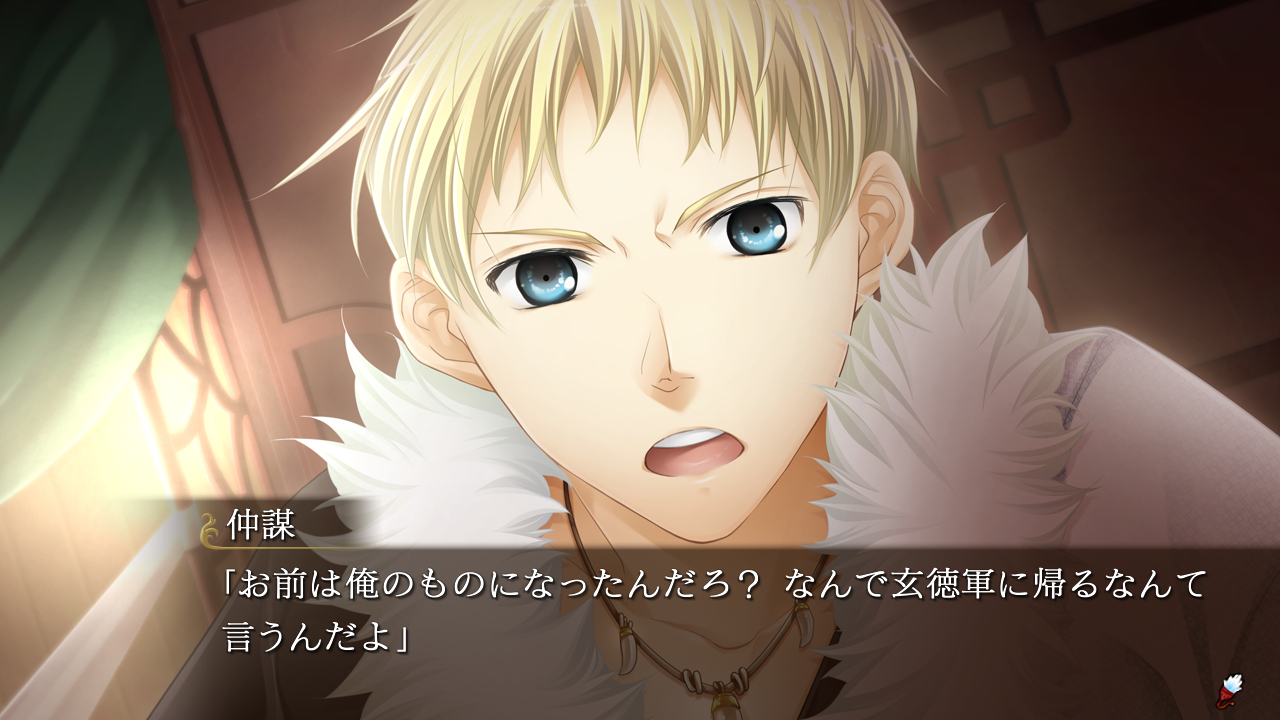 仲謀
「お前は俺のものになったんだろ？ なんで玄徳軍に帰るなんて
言うんだよ」